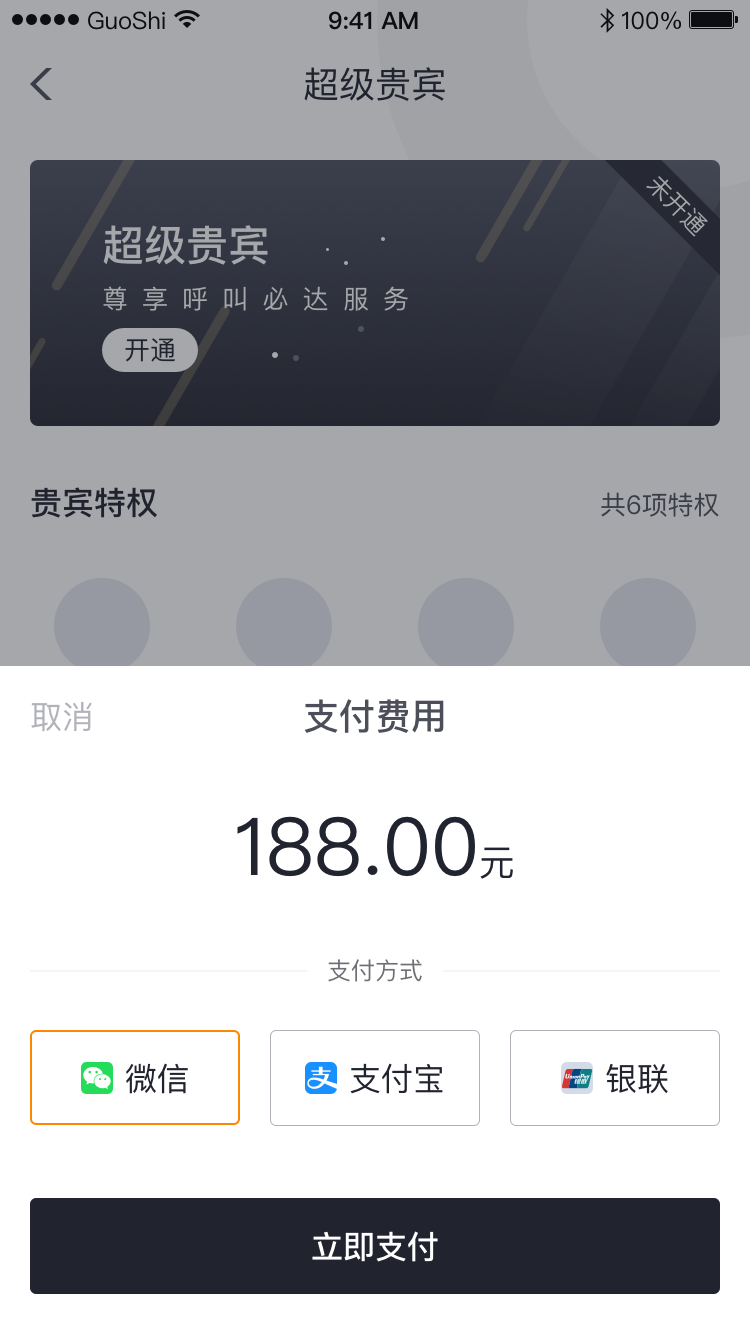 GuoShi 9:41 AM 100%
超级贵宾
未开通
超级贵宾
尊享呼叫必达服务
开通
贵宾特权 共6项特权
取消 支付费用
188.00元
支付方式
微信 支付宝 银联
立即支付